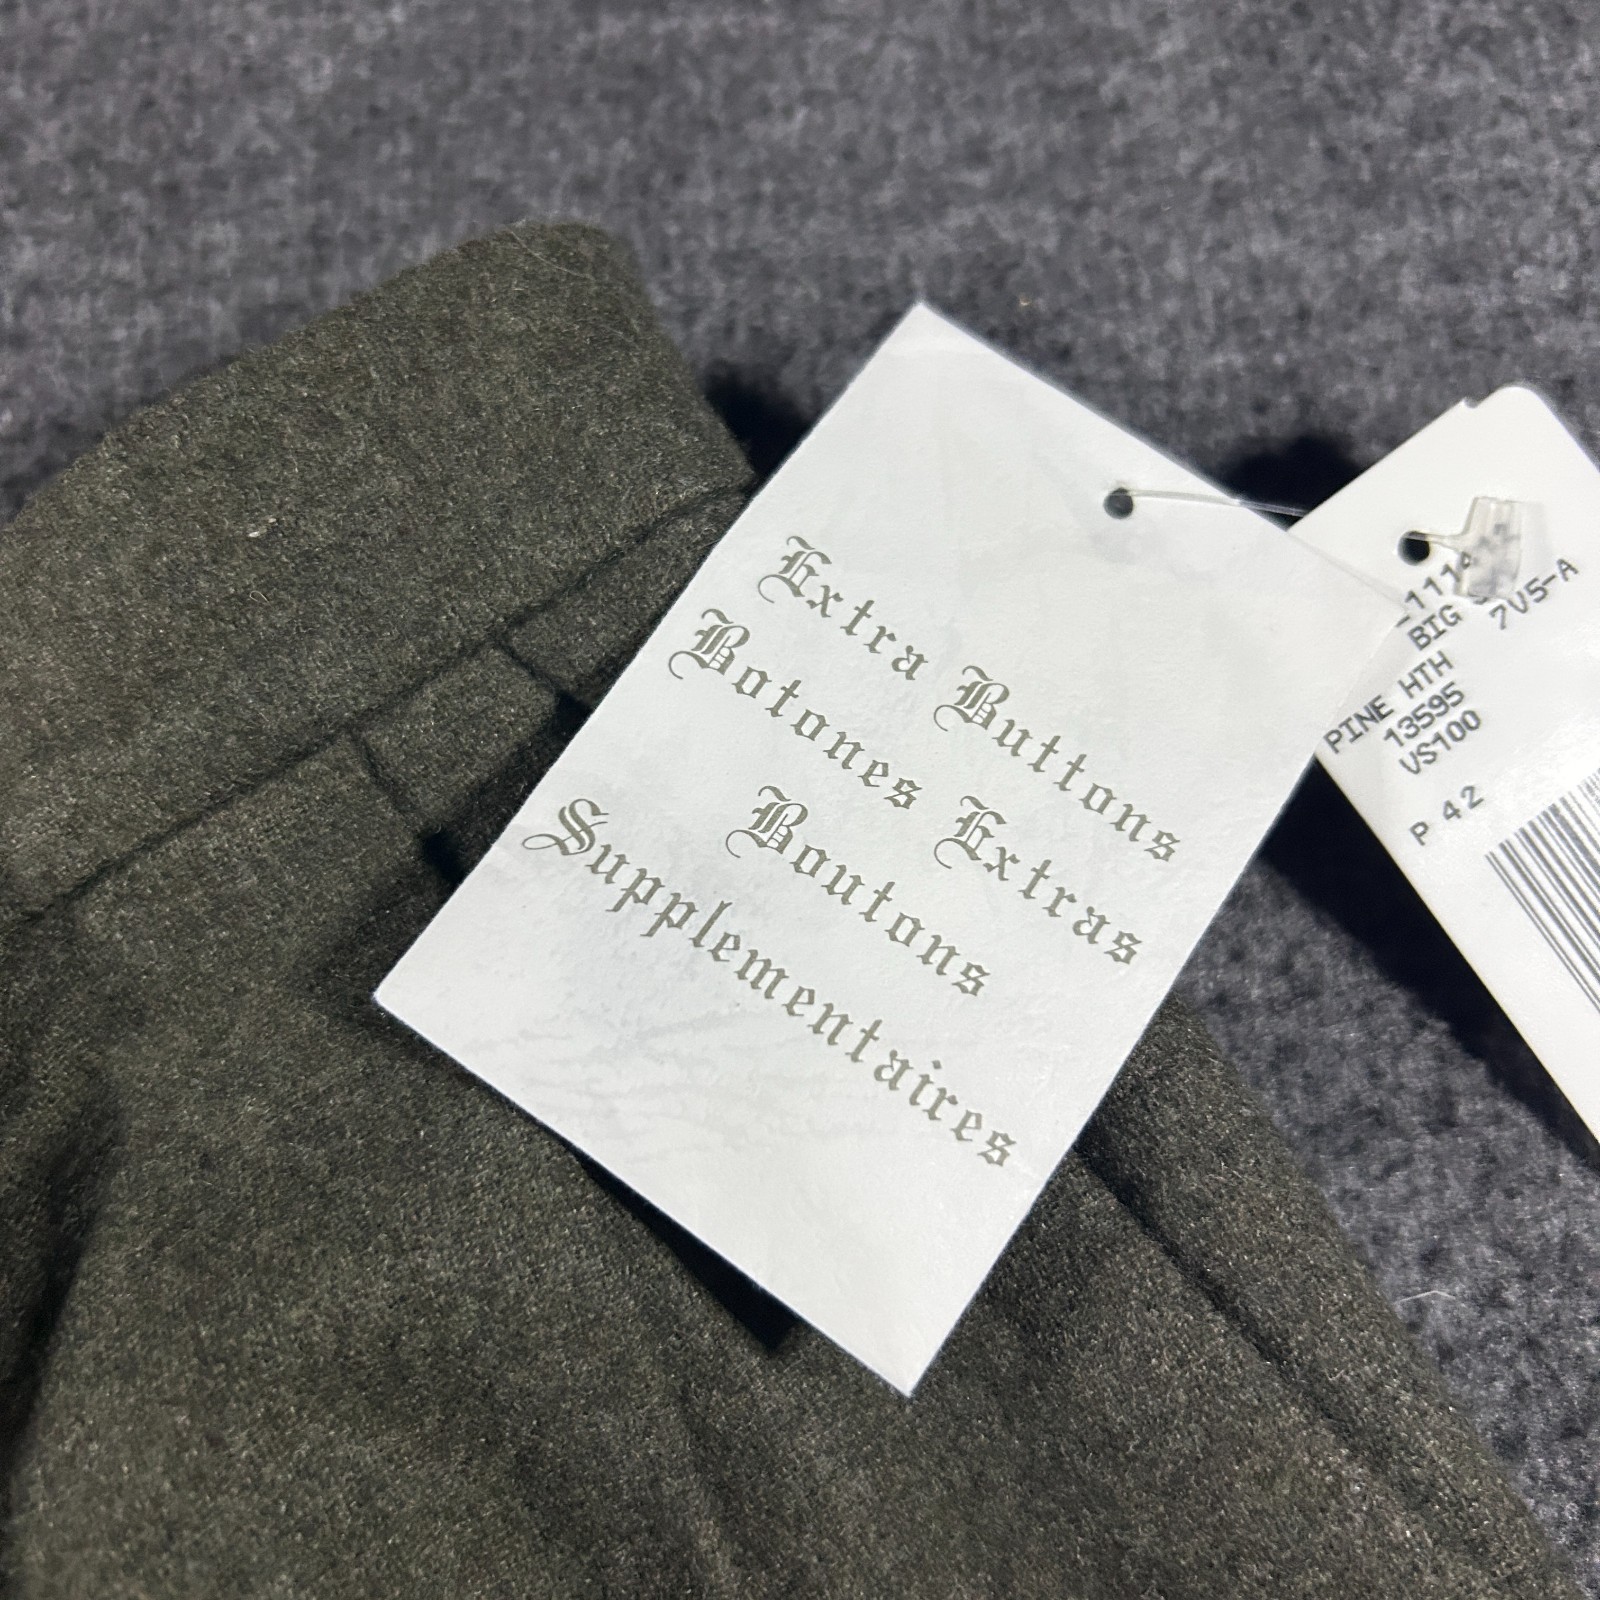 Extra Buttons
Botones Extras
Boutons
Supplementaires
BIG
7V5-A
PINE HTH
13595
VS100
P 42